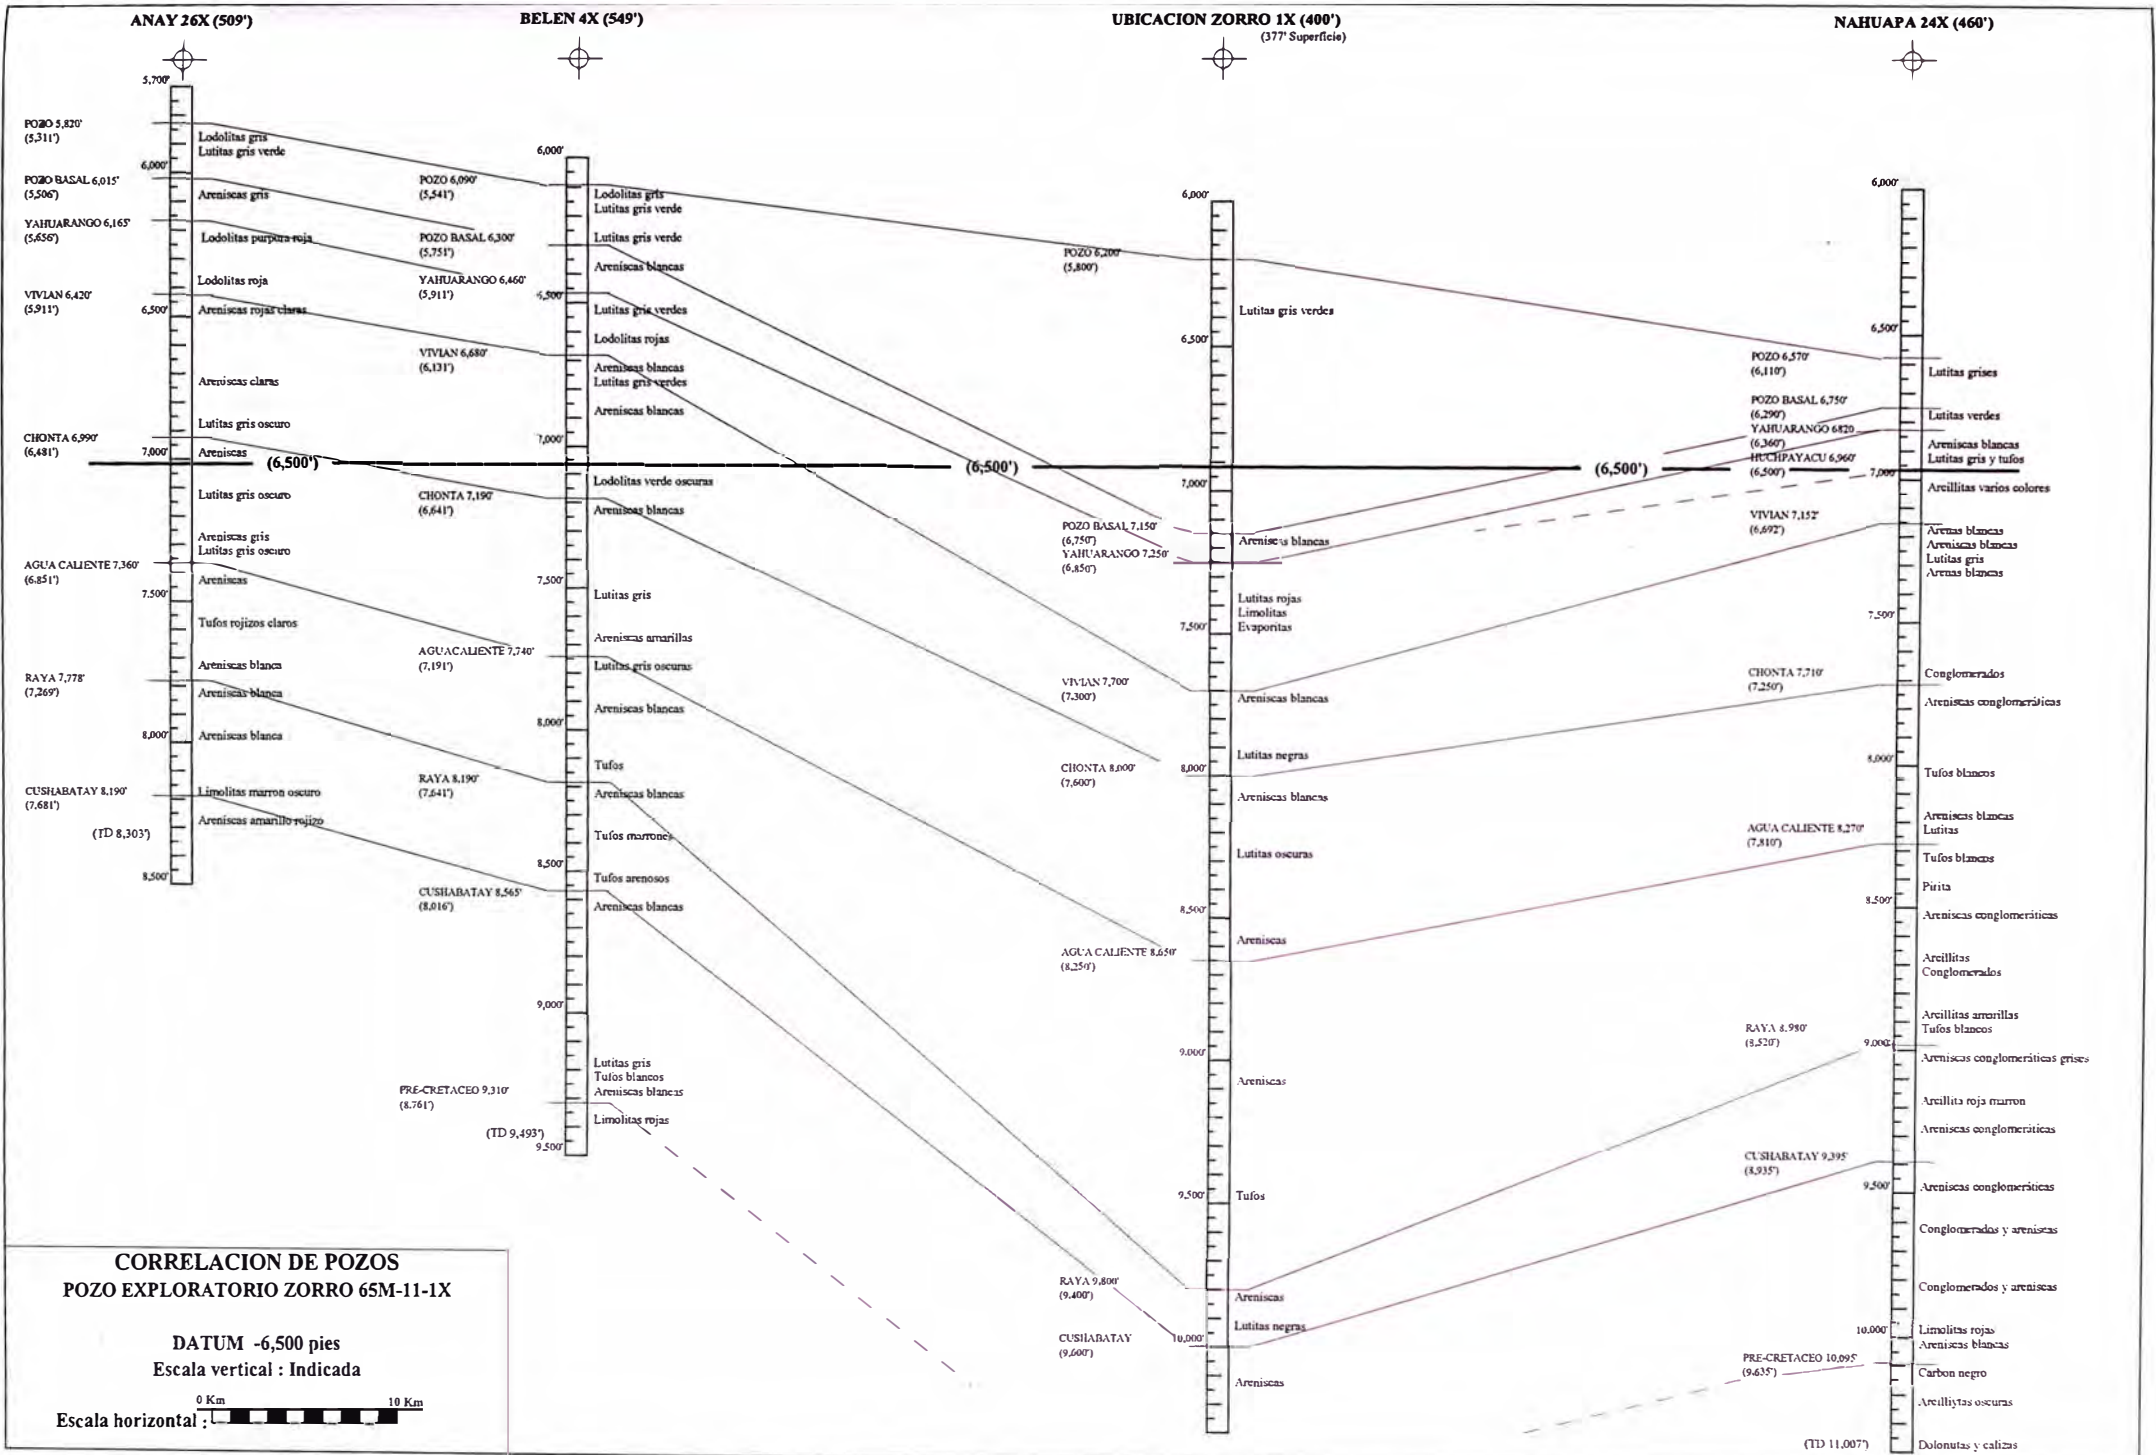 ANAY 26X (509')
BELEN 4X (549')
UBICACION ZORRO 1X (400')
(377' Superficie)
NAHUAPA 24X (460')
5,700'
POZO 5,820'
(5,311')
Lodolitas gris
Lutitas gris verde
6,000'
POZO BASAL 6,015'
(5,506')
Areniscas gris
YAHUARANGO 6,165'
(5,656')
Lodolitas purpura roja
Lodolitas roja
VIVIAN 6,420'
(5,911')
6,500'
Areniscas rojas claras
Areniscas claras
Lutitas gris oscuro
CHONTA 6,990'
(6,481')
7,000'
Areniscas
(6,500')
Lutitas gris oscuro
Areniscas gris
Lutitas gris oscuro
AGUA CALIENTE 7,360'
(6.851')
Areniscas
7,500'
Tufos rojizos claros
Areniscas blanca
RAYA 7,778'
(7,269')
Areniscas blanca
8,000'
Areniscas blanca
CUSHABATAY 8,190'
(7,681')
Limolitas marron oscuro
Areniscas amarillo rojizo
(TD 8,303')
8,500'
6,000'
POZO 6,090'
(5,541')
Lodolitas gris
Lutitas gris verde
POZO BASAL 6,300'
(5,751')
Lutitas gris verde
Areniscas blancas
YAHUARANGO 6,460'
(5,911')
6,500'
Lutitas gris verdes
Lodolitas rojas
VIVIAN 6,680'
(6,131')
Areniscas blancas
Lutitas gris verdes
Areniscas blancas
7,000'
Lodolitas verde oscuras
CHONTA 7,190'
(6,641')
Areniscas blancas
7,500'
Lutitas gris
Areniscas amarillas
AGUACALIENTE 7,740'
(7,191')
Lutitas gris oscuras
Areniscas blancas
8,000'
Tufos
RAYA 8,190'
(7,641')
Areniscas blancas
Tufos marrones
8,500'
Tufos arenosos
CUSHABATAY 8,565'
(8,016')
Areniscas blancas
9,000'
Lutitas gris
Tufos blancos
PRE-CRETACEO 9,310'
(8.761')
Areniscas blancas
Limolitas rojas
(TD 9,493')
9,500'
6,000'
POZO 6,200'
(5,800')
Lutitas gris verdes
6,500'
(6,500')
7,000'
POZO BASAL 7,150'
(6,750')
Areniscas blancas
YAHUARANGO 7,250'
(6,850')
Lutitas rojas
Limolitas
7,500'
Evaporitas
VIVIAN 7,700'
(7.300')
Areniscas blancas
Lutitas negras
CHONTA 8,000'
(7,600')
8,000'
Areniscas blancas
Lutitas oscuras
8,500'
Areniscas
AGUA CALIENTE 8,650'
(8,250')
9.000'
Areniscas
9,500'
Tufos
RAYA 9,800'
(9.400')
Areniscas
Lutitas negras
CUSHABATAY
(9,600')
10,000'
Areniscas
6,000'
6,500'
POZO 6,570'
(6,110')
Lutitas grises
POZO BASAL 6,750'
(6,290')
Lutitas verdes
YAHUARANGO 6820
(6,360')
Areniscas blancas
(6,500')
HUCHPAYACU 6,960'
(6,500')
Lutitas gris y tufos
7,000'
Arcillitas varios colores
VIVIAN 7,152'
(6,692')
Arenas blancas
Areniscas blancas
Lutitas gris
Arenas blancas
7,500'
CHONTA 7,710'
(7,250')
Conglomerados
Areniscas conglomeráticas
8,000'
Tufos blancos
AGUA CALIENTE 8,270'
(7,810')
Areniscas blancas
Lutitas
Tufos blancos
Pirita
8,500'
Areniscas conglomeráticas
Arcillitas
Conglomerados
Arcillitas amarillas
Tufos blancos
RAYA 8.980'
(8,520')
9.000'
Areniscas conglomeráticas grises
Arcillita roja marron
Areniscas conglomeráticas
CUSHABATAY 9,395'
(8,935')
9,500'
Areniscas conglomeráticas
Conglomerados y areniscas
Conglomerados y areniscas
10,000'
Limolitas rojas
Areniscas blancas
PRE-CRETACEO 10,095'
(9.635')
Carbon negro
Arcilliytas oscuras
(TD 11,007')
Dolonutas y calizas
CORRELACION DE POZOS
POZO EXPLORATORIO ZORRO 65M-11-1X
DATUM -6,500 pies
Escala vertical : Indicada
0 Km 10 Km
Escala horizontal :